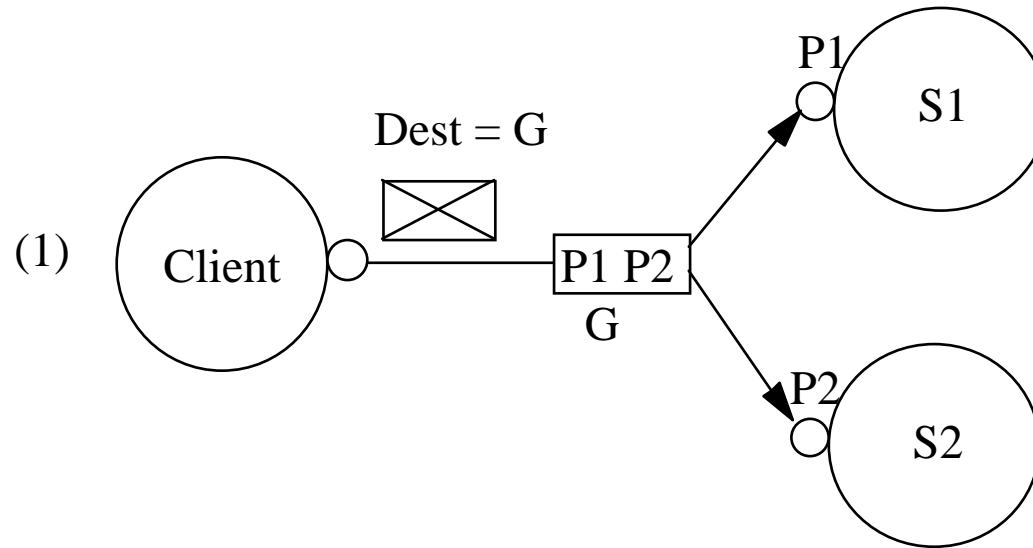 P1
S1
Dest = G
(1)
Client
P1 P2
G
P2
S2